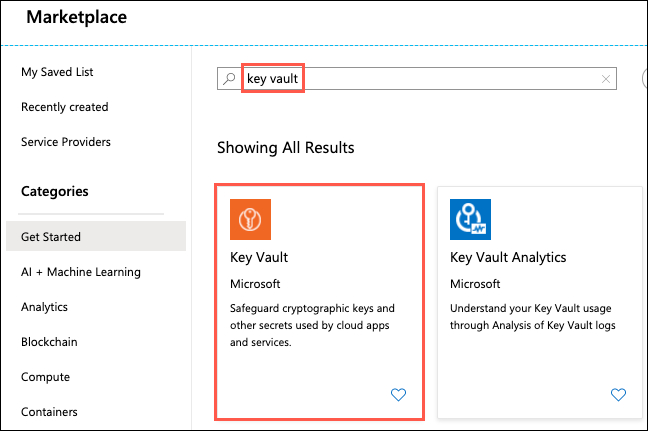 Marketplace
My Saved List
Recently created
Service Providers
Categories
Get Started
AI + Machine Learning
Analytics
Blockchain
Compute
Containers
key vault
Showing All Results
Key Vault
Microsoft
Safeguard cryptographic keys and
other secrets used by cloud apps
and services.
Key Vault Analytics
Microsoft
Understand your Key Vault usage
through Analysis of Key Vault logs